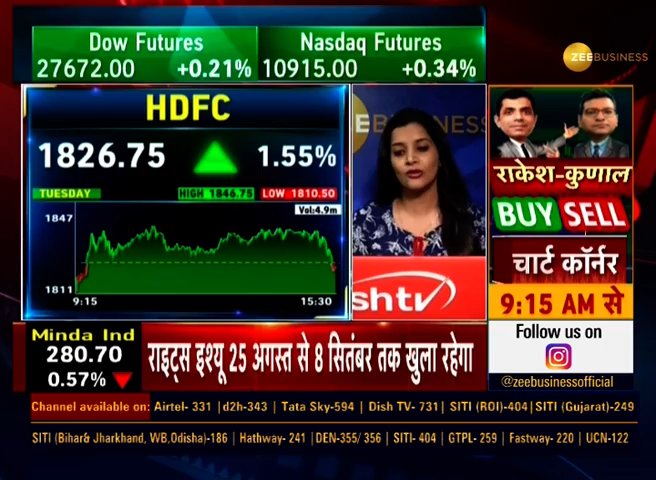 Dow Futures
27672.00 +0.21%
Nasdaq Futures
10915.00 +0.34%
ZEEBUSINESS
HDFC
1826.75 1.55%
TUESDAY HIGH 1846.75 LOW 1810.50
Vol:4.9m
1847
1811
9:15 15:30
E BUSINESS
shtv
राकेश-कुणाल
BUY SELL
चार्ट कॉर्नर
9:15 AM से
Follow us on
@zeebusinessofficial
Minda Ind
280.70
0.57%
राइट्स इश्यू 25 अगस्त से 8 सितंबर तक खुला रहेगा
Channel available on: Airtel- 331 |d2h-343 | Tata Sky-594 | Dish TV- 731| SITI (ROI)-404|SITI (Gujarat)-249
SITI (Bihar& Jharkhand, WB,Odisha)-186 | Hathway- 241 |DEN-355/ 356 | SITI- 404 | GTPL- 259 | Fastway- 220 | UCN-122